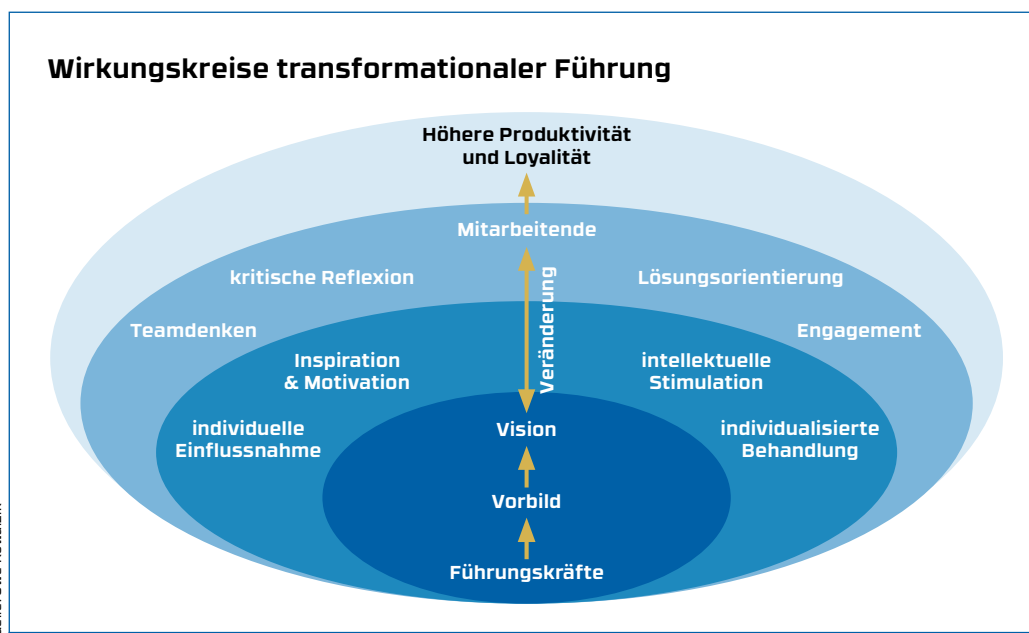 Wirkungskreise transformationaler Führung
Höhere Produktivität
und Loyalität
Mitarbeitende
kritische Reflexion
Lösungsorientierung
Veränderung
Teamdenken
Engagement
Inspiration
& Motivation
intellektuelle
Stimulation
individuelle
Einflussnahme
Vision
individualisierte
Behandlung
Vorbild
Führungskräfte